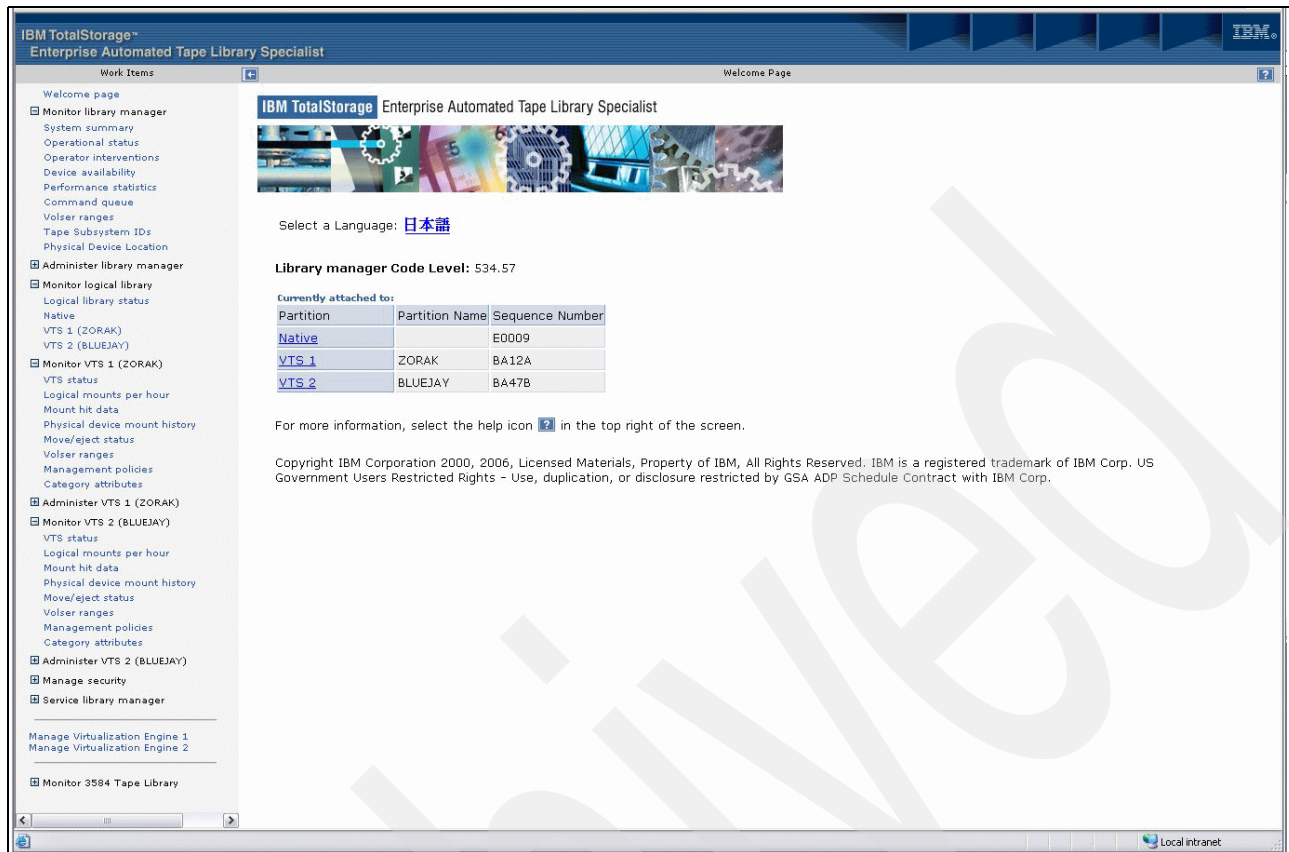 IBM TotalStorage™
Enterprise Automated Tape Library Specialist
IBM®
Work Items
Welcome Page
?
Welcome page
Monitor library manager
System summary
Operational status
Operator interventions
Device availability
Performance statistics
Command queue
Volser ranges
Tape Subsystem IDs
Physical Device Location
Administer library manager
Monitor logical library
Logical library status
Native
VTS 1 (ZORAK)
VTS 2 (BLUEJAY)
Monitor VTS 1 (ZORAK)
VTS status
Logical mounts per hour
Mount hit data
Physical device mount history
Move/eject status
Volser ranges
Management policies
Category attributes
Administer VTS 1 (ZORAK)
Monitor VTS 2 (BLUEJAY)
VTS status
Logical mounts per hour
Mount hit data
Physical device mount history
Move/eject status
Volser ranges
Management policies
Category attributes
Administer VTS 2 (BLUEJAY)
Manage security
Service library manager
Manage Virtualization Engine 1
Manage Virtualization Engine 2
Monitor 3584 Tape Library
IBM TotalStorage Enterprise Automated Tape Library Specialist
Select a Language: 日本語
Library manager Code Level: 534.57
Currently attached to:
Partition Partition Name Sequence Number
Native E0009
VTS 1 ZORAK BA12A
VTS 2 BLUEJAY BA47B
For more information, select the help icon ? in the top right of the screen.
Copyright IBM Corporation 2000, 2006, Licensed Materials, Property of IBM, All Rights Reserved. IBM is a registered trademark of IBM Corp. US
Government Users Restricted Rights - Use, duplication, or disclosure restricted by GSA ADP Schedule Contract with IBM Corp.
Local intranet